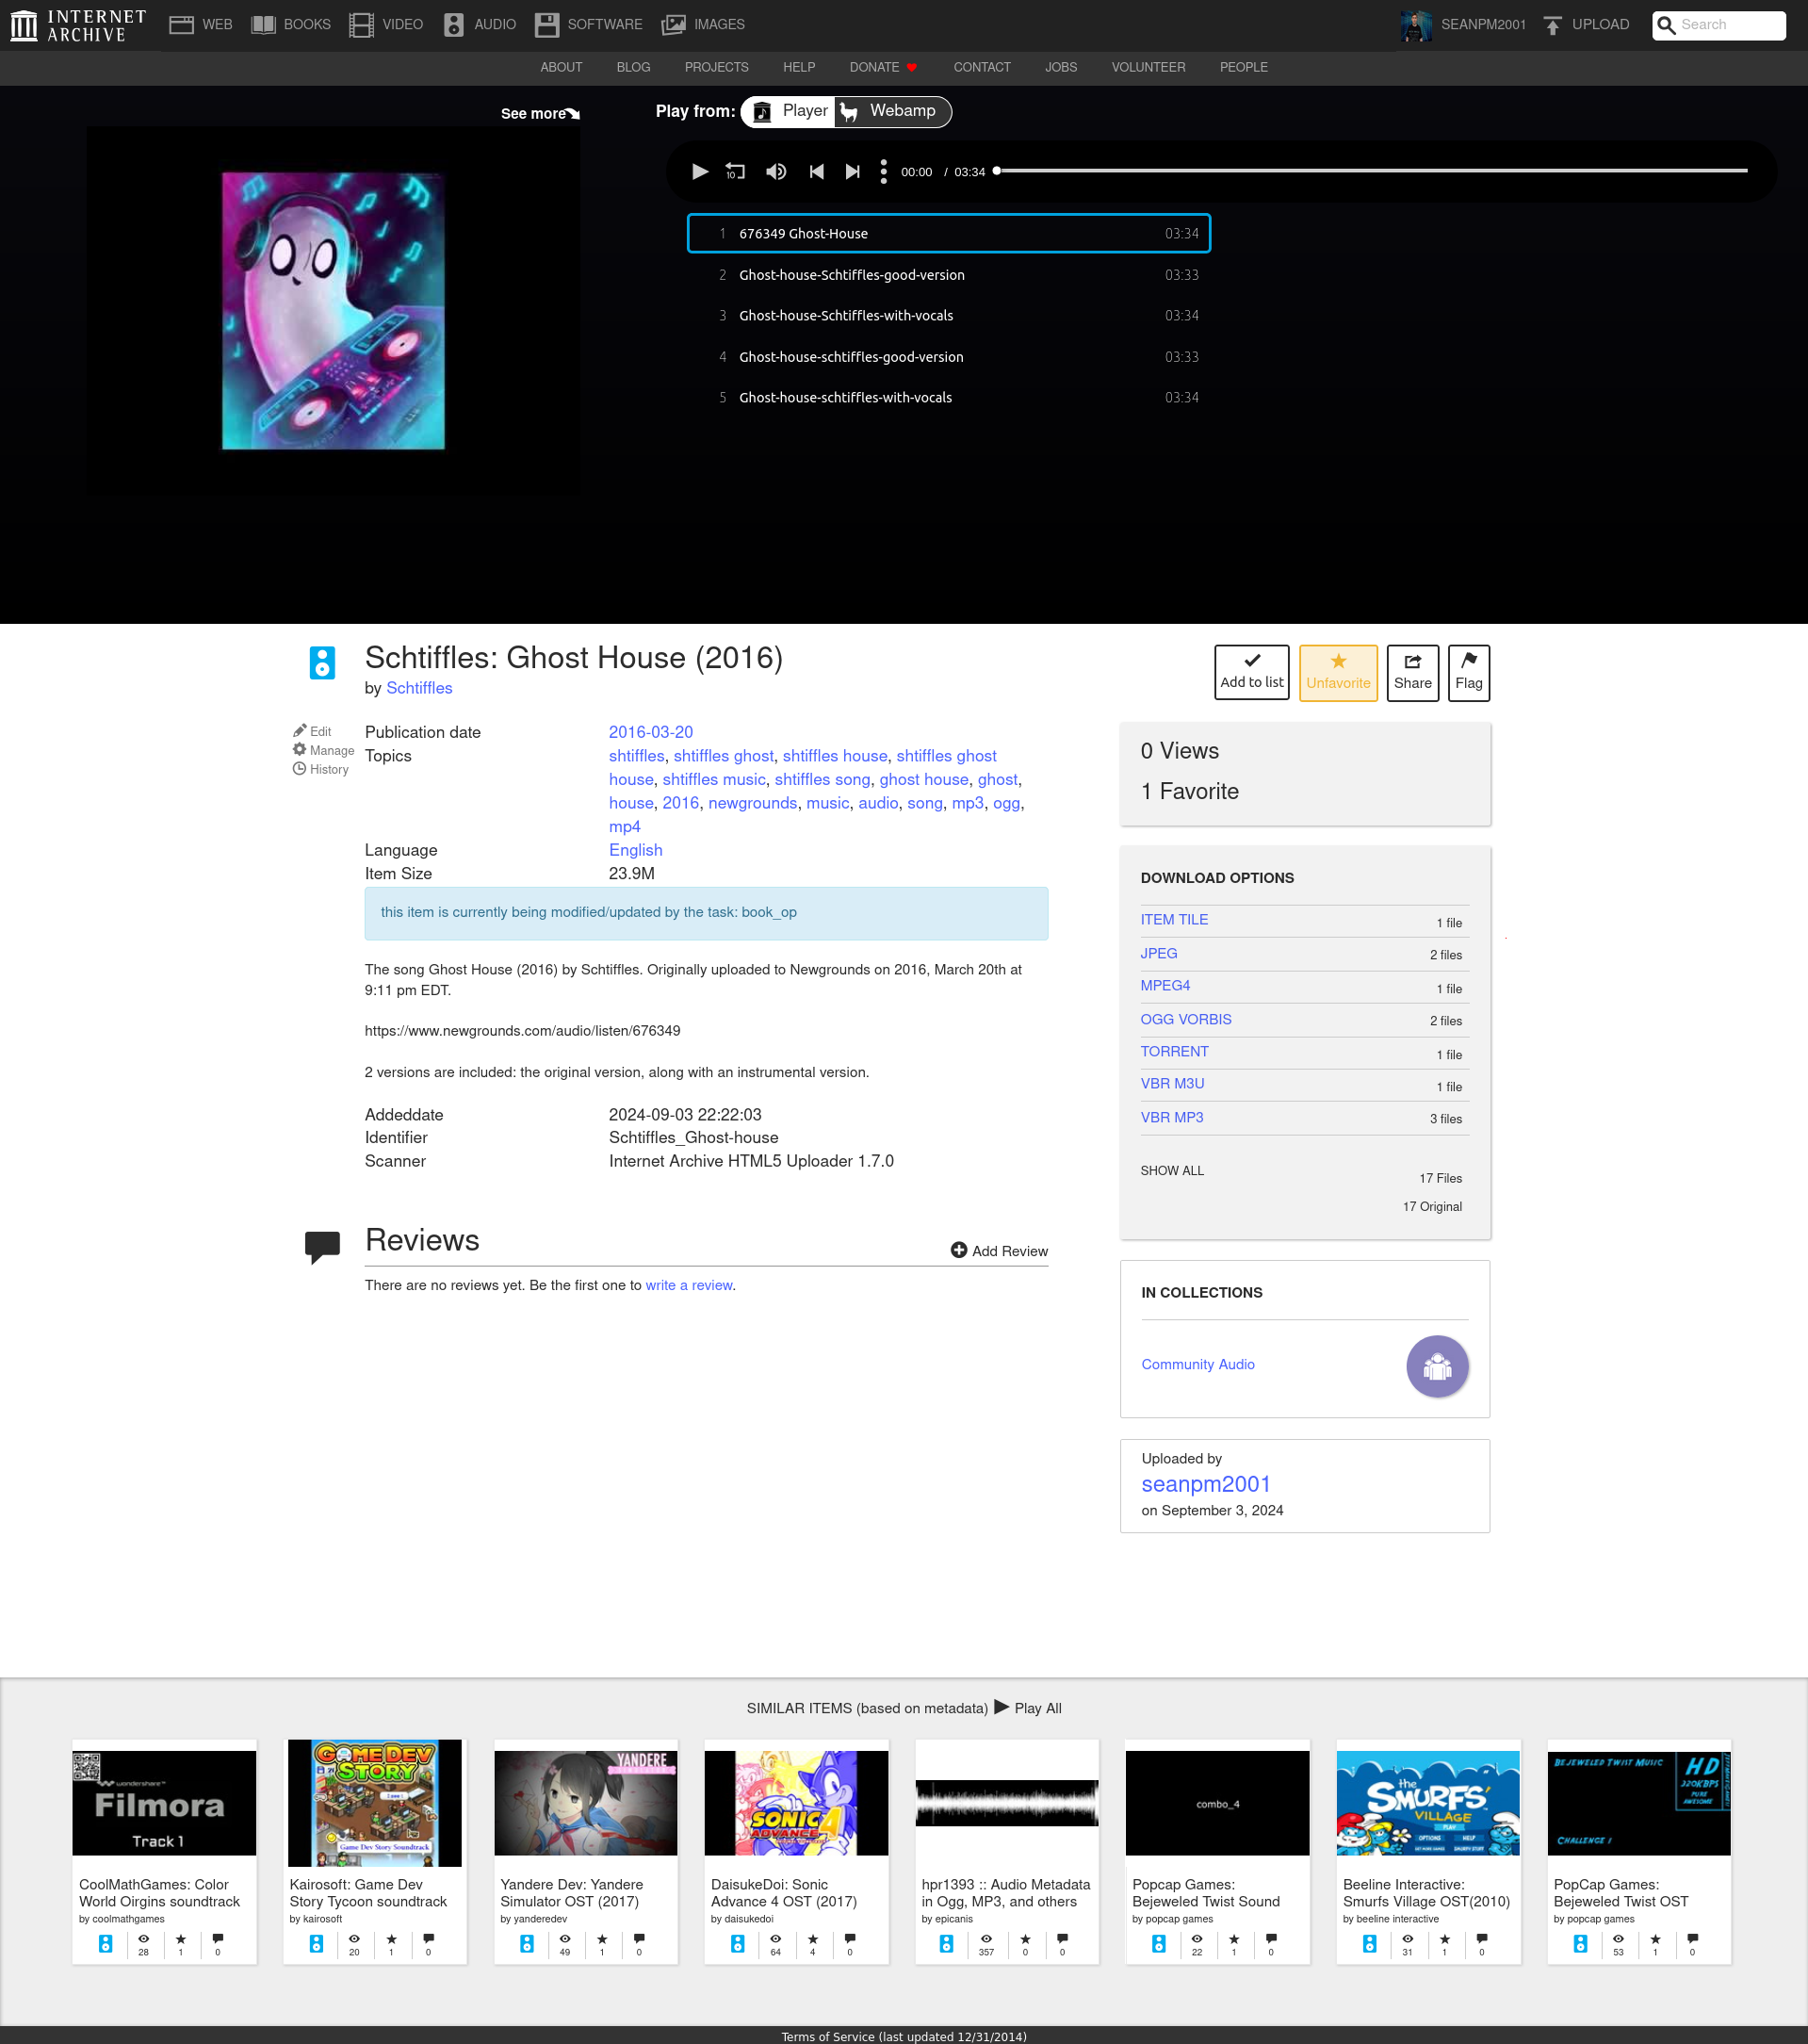 INTERNET
ARCHIVE
WEB BOOKS VIDEO AUDIO SOFTWARE IMAGES SEANPM2001 UPLOAD Search
ABOUT BLOG PROJECTS HELP DONATE CONTACT JOBS VOLUNTEER PEOPLE
See more
Play from: Player Webamp
10 00:00 / 03:34
1 676349 Ghost-House 03:34
2 Ghost-house-Schtiffles-good-version 03:33
3 Ghost-house-Schtiffles-with-vocals 03:34
4 Ghost-house-schtiffles-good-version 03:33
5 Ghost-house-schtiffles-with-vocals 03:34
Schtiffles: Ghost House (2016)
by Schtiffles
Add to list Unfavorite Share Flag
Edit
Manage
History
Publication date 2016-03-20
Topics shtiffles, shtiffles ghost, shtiffles house, shtiffles ghost
house, shtiffles music, shtiffles song, ghost house, ghost,
house, 2016, newgrounds, music, audio, song, mp3, ogg,
mp4
Language English
Item Size 23.9M
this item is currently being modified/updated by the task: book_op
The song Ghost House (2016) by Schtiffles. Originally uploaded to Newgrounds on 2016, March 20th at
9:11 pm EDT.
https://www.newgrounds.com/audio/listen/676349
2 versions are included: the original version, along with an instrumental version.
Addeddate 2024-09-03 22:22:03
Identifier Schtiffles_Ghost-house
Scanner Internet Archive HTML5 Uploader 1.7.0
Reviews
Add Review
There are no reviews yet. Be the first one to write a review.
0 Views
1 Favorite
DOWNLOAD OPTIONS
ITEM TILE 1 file
JPEG 2 files
MPEG4 1 file
OGG VORBIS 2 files
TORRENT 1 file
VBR M3U 1 file
VBR MP3 3 files
SHOW ALL 17 Files
17 Original
IN COLLECTIONS
Community Audio
Uploaded by
seanpm2001
on September 3, 2024
SIMILAR ITEMS (based on metadata) Play All
wondershare
Filmora
Track 1
CoolMathGames: Color
World Oirgins soundtrack
by coolmathgames
28 1 0
GAME DEV
STORY
Game Dev Story Soundtrack
Kairosoft: Game Dev
Story Tycoon soundtrack
by kairosoft
20 1 0
YANDERE
SIMULATOR
Yandere Dev: Yandere
Simulator OST (2017)
by yanderedev
49 1 0
SONIC
ADVANCE 4
DaisukeDoi: Sonic
Advance 4 OST (2017)
by daisukedoi
64 4 0
hpr1393 :: Audio Metadata
in Ogg, MP3, and others
by epicanis
357 0 0
combo_4
Popcap Games:
Bejeweled Twist Sound
by popcap games
22 1 0
the
SMURFS'
VILLAGE
PLAY
OPTIONS HELP
Beeline Interactive:
Smurfs Village OST(2010)
by beeline interactive
31 1 0
BEJEWELED TWIST MUSIC
HD
320KBPS
PURE
AWESOME
CHALLENGE 1
PopCap Games:
Bejeweled Twist OST
by popcap games
53 1 0
Terms of Service (last updated 12/31/2014)